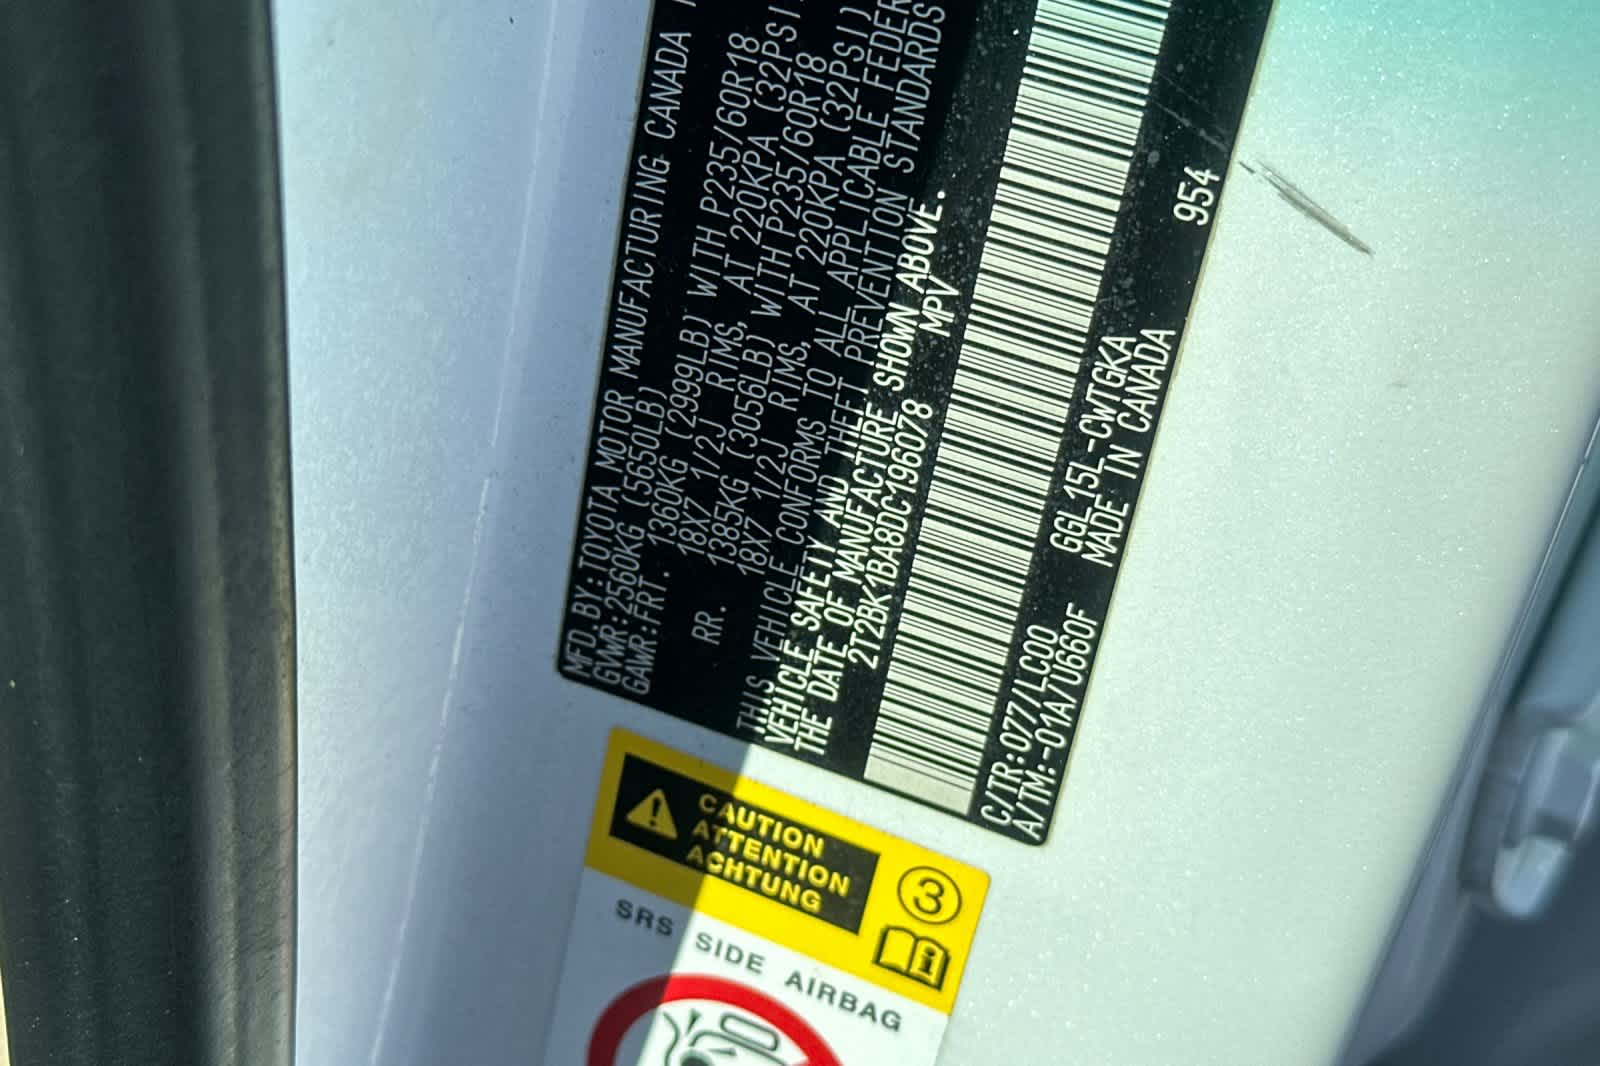 MFD.BY:TOYOTA MOTOR MANUFACTURING CANADA
GVWR:2560KG (5650LB)
GAWR:FRT. 1360KG (2999LB) WITH P235/60R18
18X7 1/2J RIMS, AT 220KPA (32PSI
RR. 1385KG (3056LB) WITH P235/60R18
18X7 1/2J RIMS, AT 220KPA (32PSI)
THIS VEHICLE CONFORMS TO ALL APPLICABLE FEDER
VEHICLE SAFETY AND THEFT PREVENTION STANDARDS
THE DATE OF MANUFACTURE SHOWN ABOVE.
2T2BK1BA8DC196078 MPV
954
C/TR:077/LC00 GGL15L-CWTGKA
A/TM:-01A/U660F MADE IN CANADA
CAUTION
ATTENTION
ACHTUNG
3
i
SRS SIDE AIRBAG